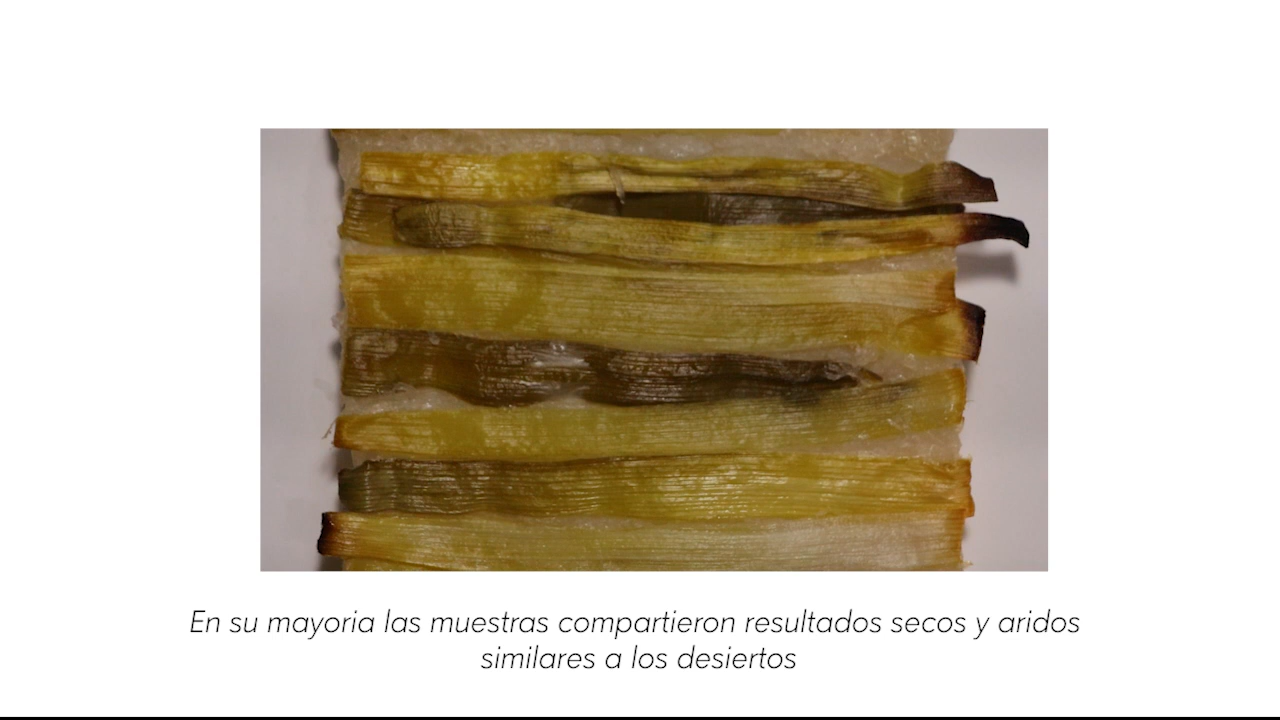 En su mayoria las muestras compartieron resultados secos y aridos
similares a los desiertos